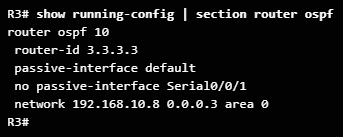 R3# show running-config | section router ospf
router ospf 10
 router-id 3.3.3.3
 passive-interface default
 no passive-interface Serial0/0/1
 network 192.168.10.8 0.0.0.3 area 0
R3#